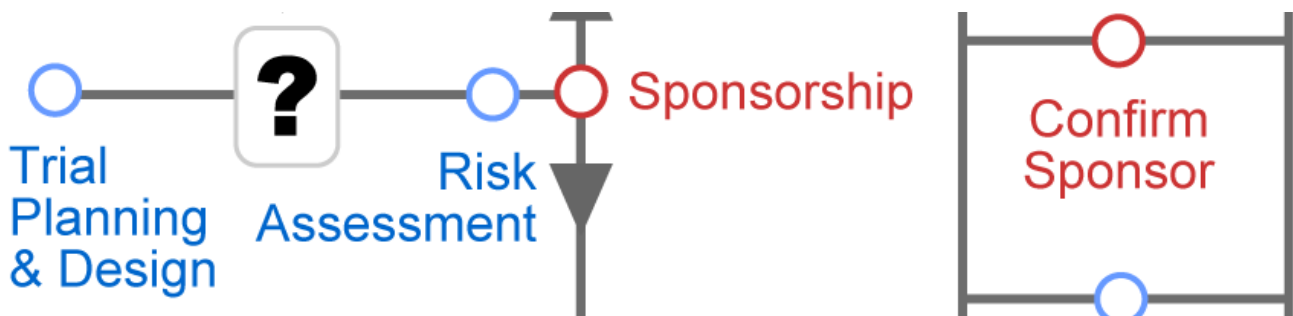 ?
Sponsorship
Trial
Planning
& Design
Risk
Assessment
Confirm
Sponsor